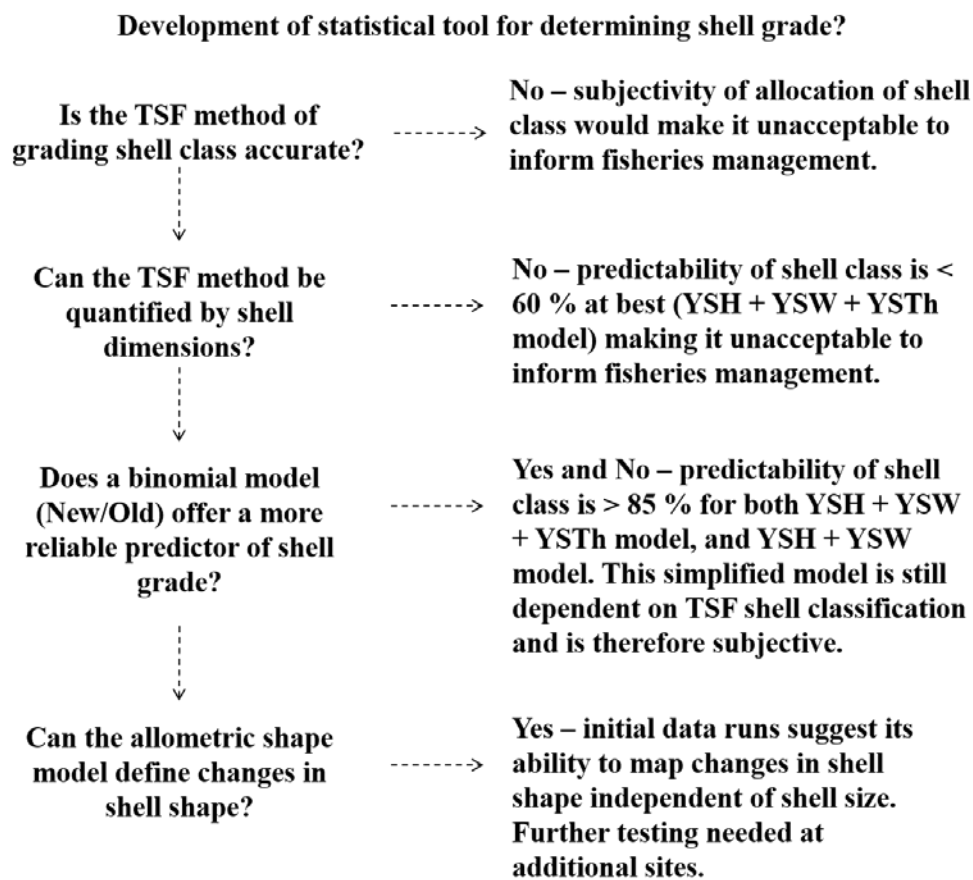 Development of statistical tool for determining shell grade?
Is the TSF method of
grading shell class accurate?
No – subjectivity of allocation of shell
class would make it unacceptable to
inform fisheries management.
Can the TSF method be
quantified by shell
dimensions?
No – predictability of shell class is <
60 % at best (YSH + YSW + YSTh
model) making it unacceptable to
inform fisheries management.
Does a binomial model
(New/Old) offer a more
reliable predictor of shell
grade?
Yes and No – predictability of shell
class is > 85 % for both YSH + YSW
+ YSTh model, and YSH + YSW
model. This simplified model is still
dependent on TSF shell classification
and is therefore subjective.
Can the allometric shape
model define changes in
shell shape?
Yes – initial data runs suggest its
ability to map changes in shell
shape independent of shell size.
Further testing needed at
additional sites.